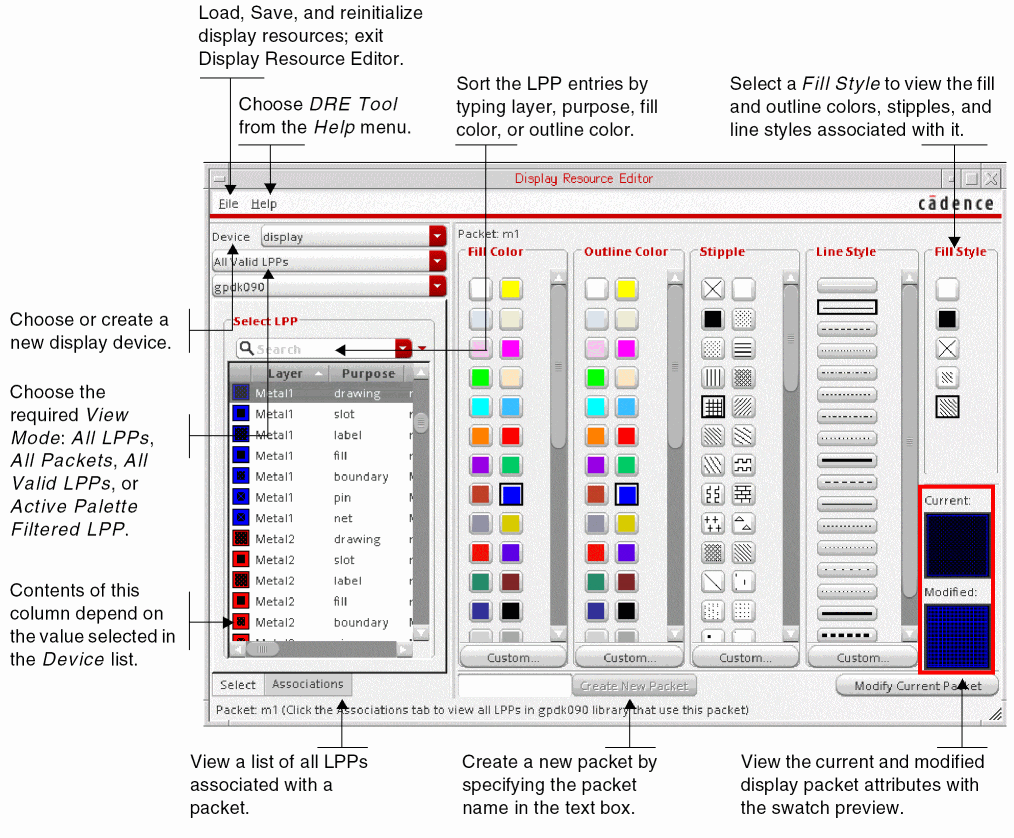 Load, Save, and reinitialize
display resources; exit
Display Resource Editor.
Choose DRE Tool
from the Help menu.
Sort the LPP entries by
typing layer, purpose, fill
color, or outline color.
Select a Fill Style to view the fill
and outline colors, stipples, and
line styles associated with it.
Display Resource Editor
File Help
cādence
Device display
All Valid LPPs
gpdk090
Packet: m1
Fill Color
Outline Color
Stipple
Line Style
Fill Style
Choose or create a
new display device.
Select LPP
Search
Layer Purpose
Metal1 drawing
Metal1 slot
Metal1 label
Metal1 fill
Metal1 boundary
Metal1 pin
Metal1 net
Metal2 drawing
Metal2 slot
Metal2 label
Metal2 fill
Metal2 boundary
Choose the
required View
Mode: All LPPs,
All Packets, All
Valid LPPs, or
Active Palette
Filtered LPP.
Contents of this
column depend on
the value selected in
the Device list.
Current:
Modified:
Custom...
Custom...
Custom...
Custom...
Select Associations
Create New Packet
Modify Current Packet
Packet: m1 (Click the Associations tab to view all LPPs in gpdk090 library that use this packet)
View a list of all LPPs
associated with a
packet.
Create a new packet by
specifying the packet
name in the text box.
View the current and modified
display packet attributes with
the swatch preview.